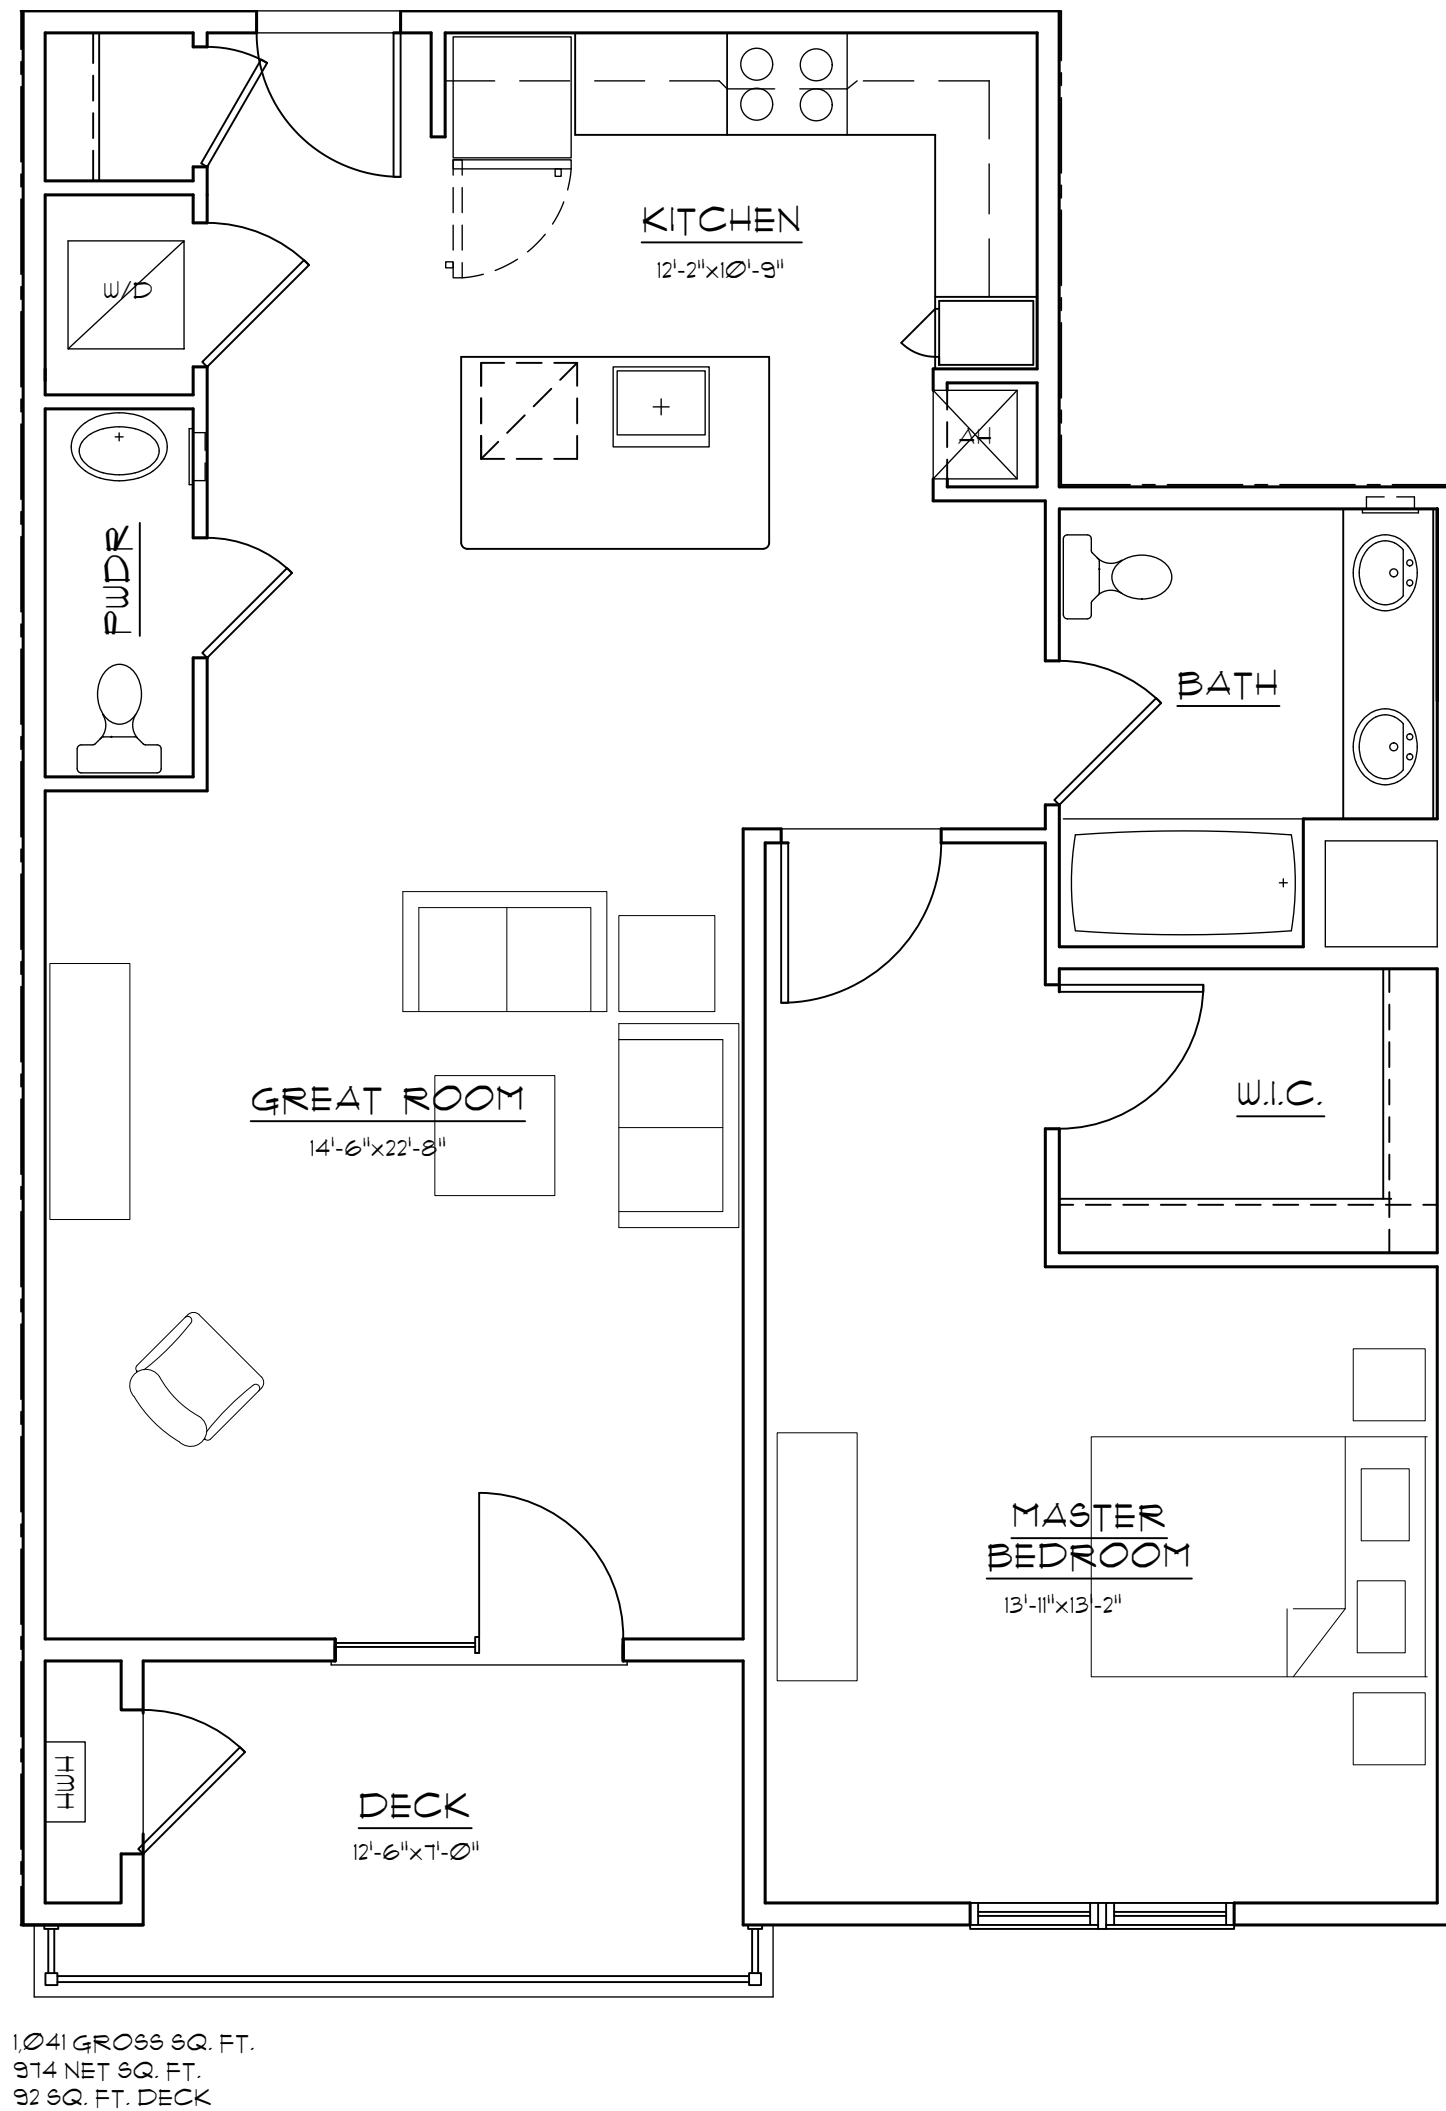 KITCHEN
12'-2"x10'-9"
W/D
AH
PWDR
BATH
GREAT ROOM
14'-6"x22'-8"
W.I.C.
MASTER
BEDROOM
13'-11"x13'-2"
HWH
DECK
12'-6"x7'-0"
1,041 GROSS SQ. FT.
974 NET SQ. FT.
92 SQ. FT. DECK